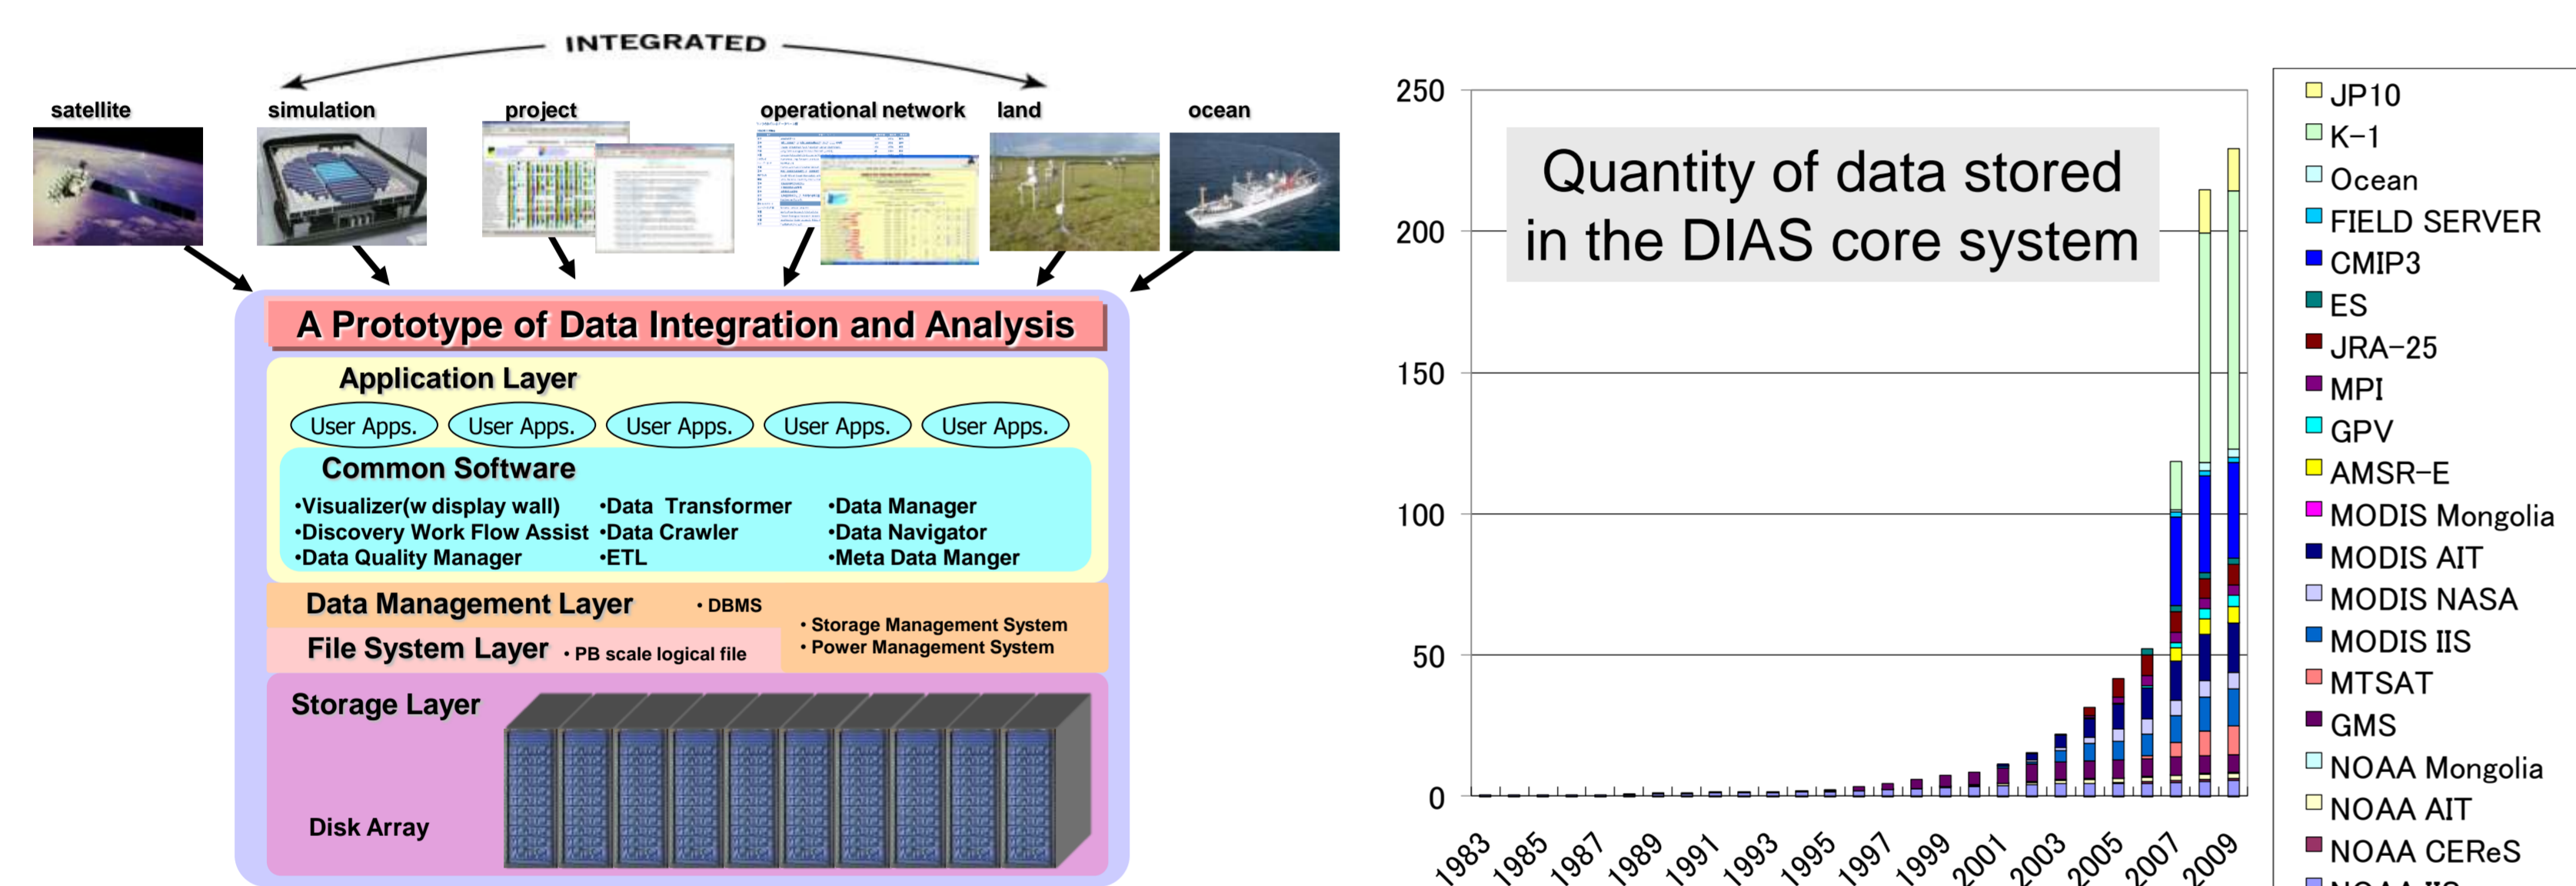 INTEGRATED
satellite
simulation
project
operational network
land
ocean
A Prototype of Data Integration and Analysis
Application Layer
User Apps.
User Apps.
User Apps.
User Apps.
User Apps.
Common Software
•Visualizer(w display wall)
•Discovery Work Flow Assist
•Data Quality Manager
•Data Transformer
•Data Crawler
•ETL
•Data Manager
•Data Navigator
•Meta Data Manger
Data Management Layer
• DBMS
• Storage Management System
• Power Management System
File System Layer
• PB scale logical file
Storage Layer
Disk Array
Quantity of data stored
in the DIAS core system
250
200
150
100
50
0
1983
1985
1987
1989
1991
1993
1995
1997
1999
2001
2003
2005
2007
2009
JP10
K-1
Ocean
FIELD SERVER
CMIP3
ES
JRA-25
MPI
GPV
AMSR-E
MODIS Mongolia
MODIS AIT
MODIS NASA
MODIS IIS
MTSAT
GMS
NOAA Mongolia
NOAA AIT
NOAA CEReS
NOAA IIS